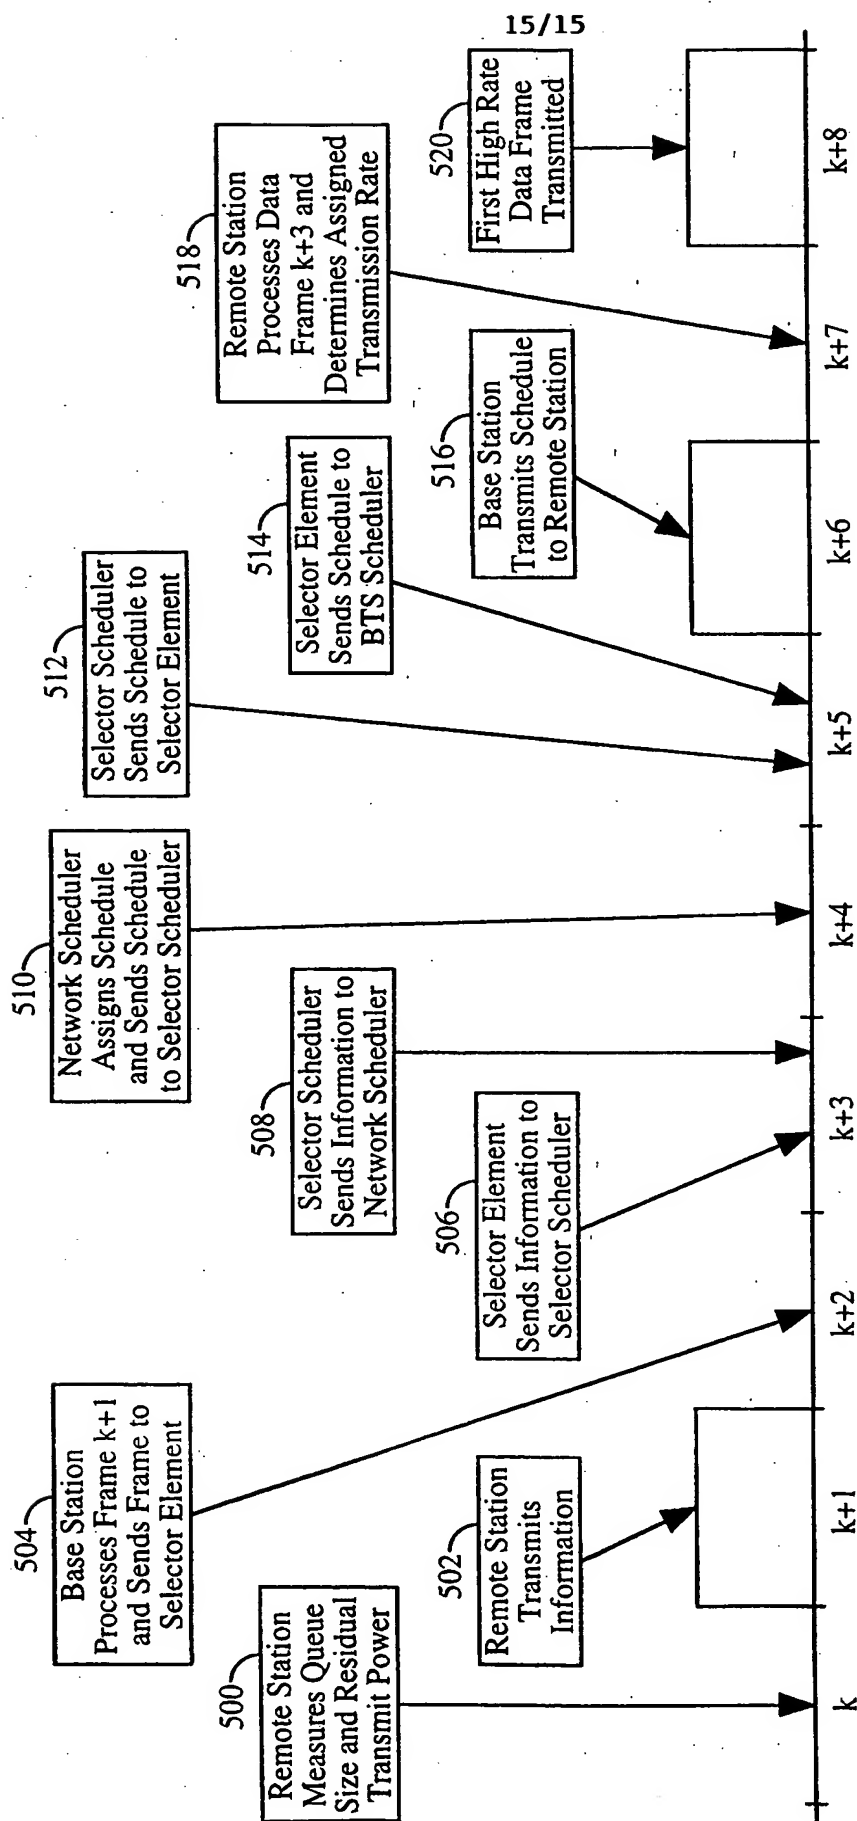 15/15
500
Remote Station
Measures Queue
Size and Residual
Transmit Power
502
Remote Station
Transmits
Information
504
Base Station
Processes Frame k+1
and Sends Frame to
Selector Element
506
Selector Element
Sends Information to
Selector Scheduler
508
Selector Scheduler
Sends Information to
Network Scheduler
510
Network Scheduler
Assigns Schedule
and Sends Schedule
to Selector Scheduler
512
Selector Scheduler
Sends Schedule to
Selector Element
514
Selector Element
Sends Schedule to
BTS Scheduler
516
Base Station
Transmits Schedule
to Remote Station
518
Remote Station
Processes Data
Frame k+3 and
Determines Assigned
Transmission Rate
520
First High Rate
Data Frame
Transmitted
k
k+1
k+2
k+3
k+4
k+5
k+6
k+7
k+8